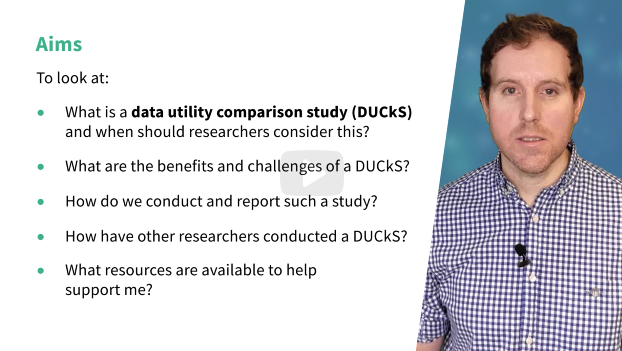 Aims
To look at:
• What is a data utility comparison study (DUCkS)
and when should researchers consider this?
• What are the benefits and challenges of a DUCkS?
• How do we conduct and report such a study?
• How have other researchers conducted a DUCkS?
• What resources are available to help
support me?